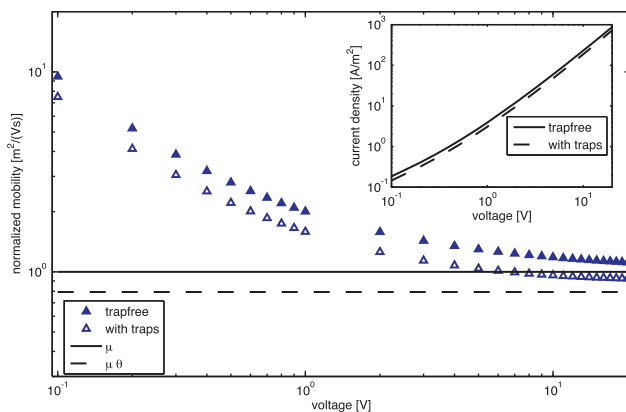 10^3
10^2
10^1
10^0
10^-1
10^-1
10^0
10^1
current density [A/m^2]
voltage [V]
trapfree
with traps
10^1
10^0
normalized mobility [m^2/(Vs)]
trapfree
with traps
μ
μ θ
10^-1
10^0
10^1
voltage [V]